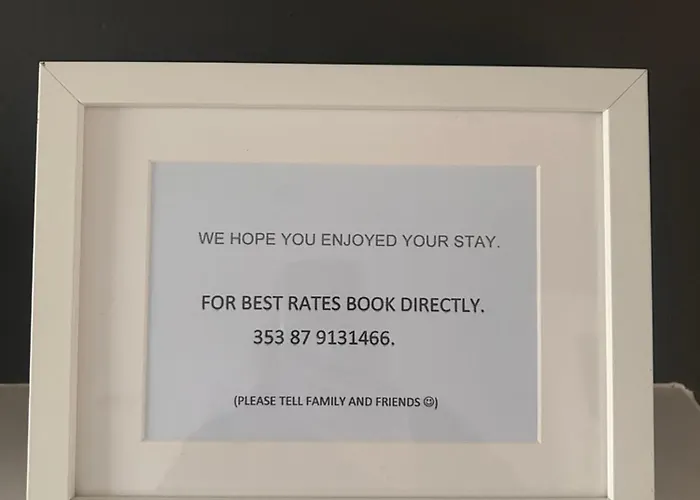 WE HOPE YOU ENJOYED YOUR STAY.
FOR BEST RATES BOOK DIRECTLY.
353 87 9131466.
(PLEASE TELL FAMILY AND FRIENDS ☺)